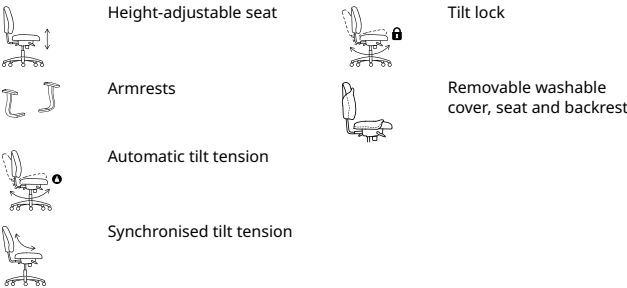 Height-adjustable seat
Armrests
Automatic tilt tension
Synchronised tilt tension
Tilt lock
Removable washable
cover, seat and backrest